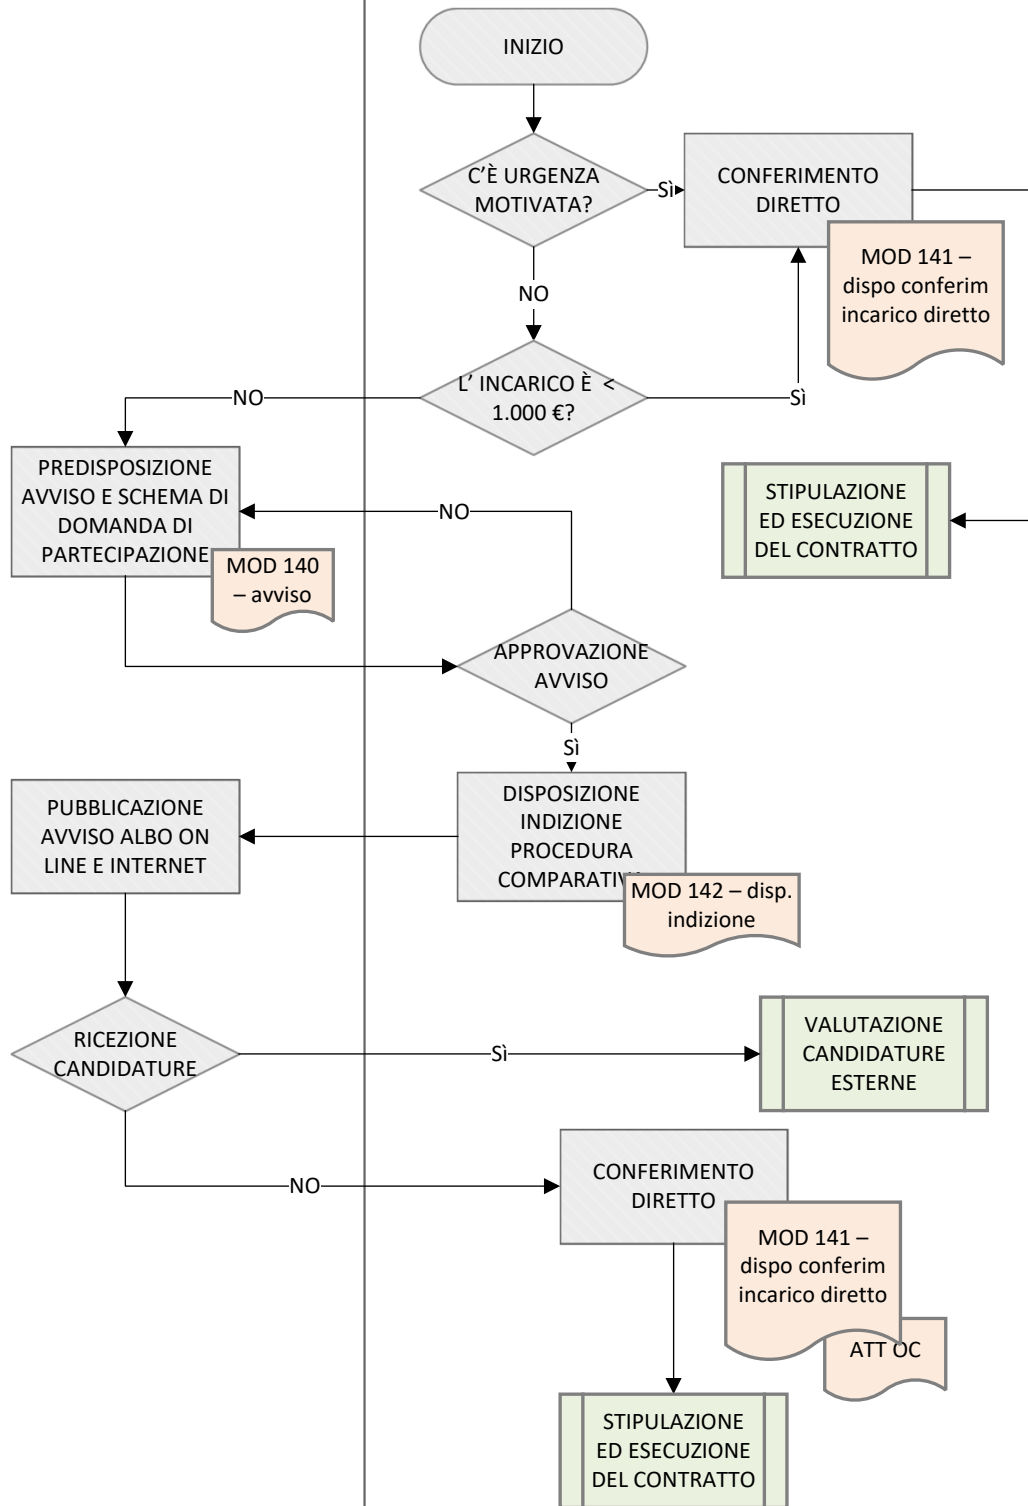 INIZIO
C'È URGENZA
MOTIVATA?
Sì
CONFERIMENTO
DIRETTO
MOD 141 –
dispo conferim
incarico diretto
NO
L' INCARICO È <
1.000 €?
NO
Sì
PREDISPOSIZIONE
AVVISO E SCHEMA DI
DOMANDA DI
PARTECIPAZIONE
MOD 140
– avviso
NO
STIPULAZIONE
ED ESECUZIONE
DEL CONTRATTO
APPROVAZIONE
AVVISO
Sì
PUBBLICAZIONE
AVVISO ALBO ON
LINE E INTERNET
DISPOSIZIONE
INDIZIONE
PROCEDURA
COMPARATIV
MOD 142 – disp.
indizione
RICEZIONE
CANDIDATURE
Sì
VALUTAZIONE
CANDIDATURE
ESTERNE
NO
CONFERIMENTO
DIRETTO
MOD 141 –
dispo conferim
incarico diretto
ATT OC
STIPULAZIONE
ED ESECUZIONE
DEL CONTRATTO